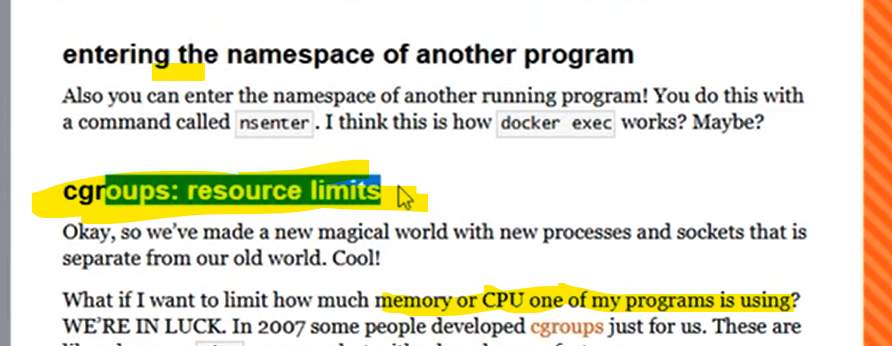 entering the namespace of another program
Also you can enter the namespace of another running program! You do this with
a command called nsenter. I think this is how docker exec works? Maybe?
cgroups: resource limits
Okay, so we've made a new magical world with new processes and sockets that is
separate from our old world. Cool!
What if I want to limit how much memory or CPU one of my programs is using?
WE'RE IN LUCK. In 2007 some people developed cgroups just for us. These are